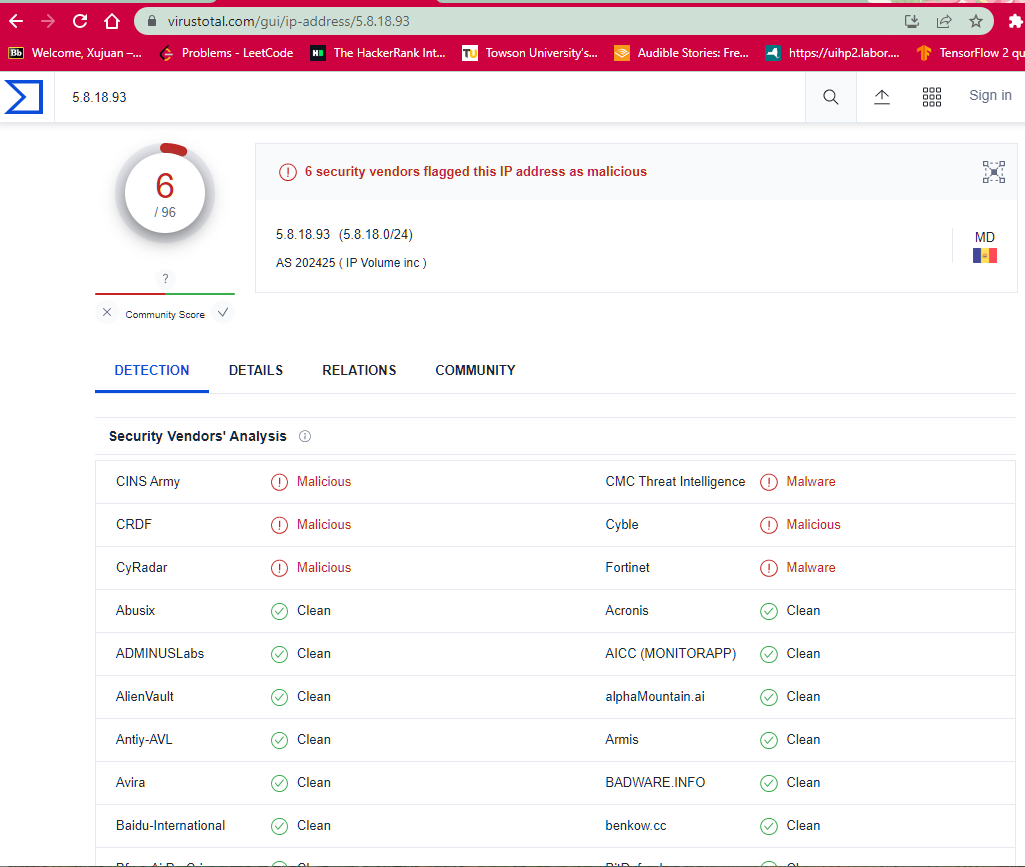 virustotal.com/gui/ip-address/5.8.18.93
Bb Welcome, Xujuan –... Problems - LeetCode H The HackerRank Int... TU Towson University's... Audible Stories: Fre... https://uihp2.labor.... TensorFlow 2 qu
5.8.18.93 Sign in
6
/ 96
6 security vendors flagged this IP address as malicious
5.8.18.93 (5.8.18.0/24)
AS 202425 ( IP Volume inc )
MD
?
Community Score
DETECTION DETAILS RELATIONS COMMUNITY
Security Vendors' Analysis
CINS Army Malicious CMC Threat Intelligence Malware
CRDF Malicious Cyble Malicious
CyRadar Malicious Fortinet Malware
Abusix Clean Acronis Clean
ADMINUSLabs Clean AICC (MONITORAPP) Clean
AlienVault Clean alphaMountain.ai Clean
Antiy-AVL Clean Armis Clean
Avira Clean BADWARE.INFO Clean
Baidu-International Clean benkow.cc Clean